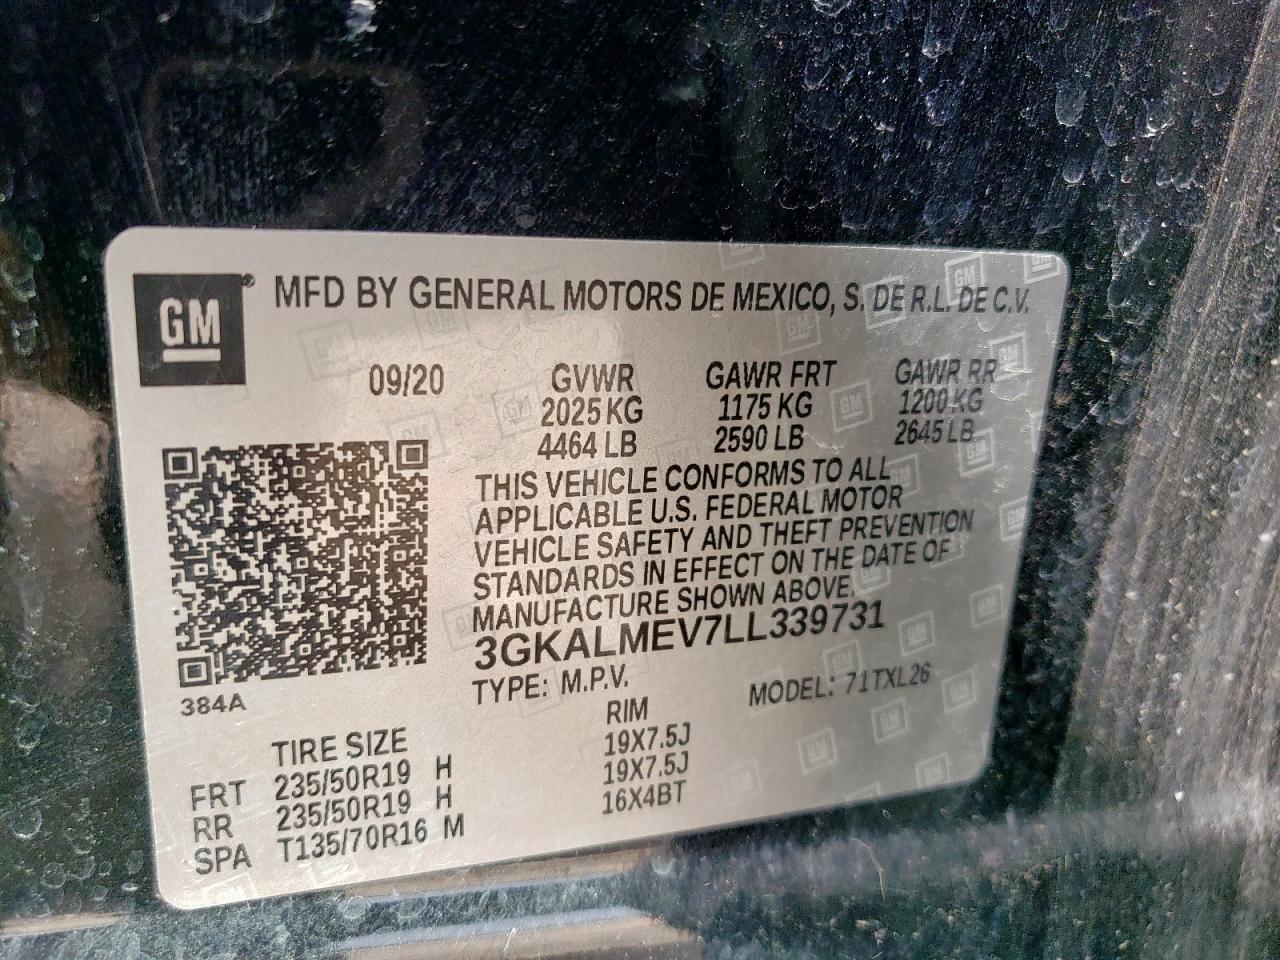 GM ® MFD BY GENERAL MOTORS DE MEXICO, S. DE R.L. DE C.V.
09/20 GVWR GAWR FRT GAWR RR
2025 KG 1175 KG 1200 KG
4464 LB 2590 LB 2645 LB
THIS VEHICLE CONFORMS TO ALL
APPLICABLE U.S. FEDERAL MOTOR
VEHICLE SAFETY AND THEFT PREVENTION
STANDARDS IN EFFECT ON THE DATE OF
MANUFACTURE SHOWN ABOVE.
3GKALMEV7LL339731
TYPE: M.P.V. MODEL: 71TXL26
384A
TIRE SIZE RIM
FRT 235/50R19 H 19X7.5J
RR 235/50R19 H 19X7.5J
SPA T135/70R16 M 16X4BT